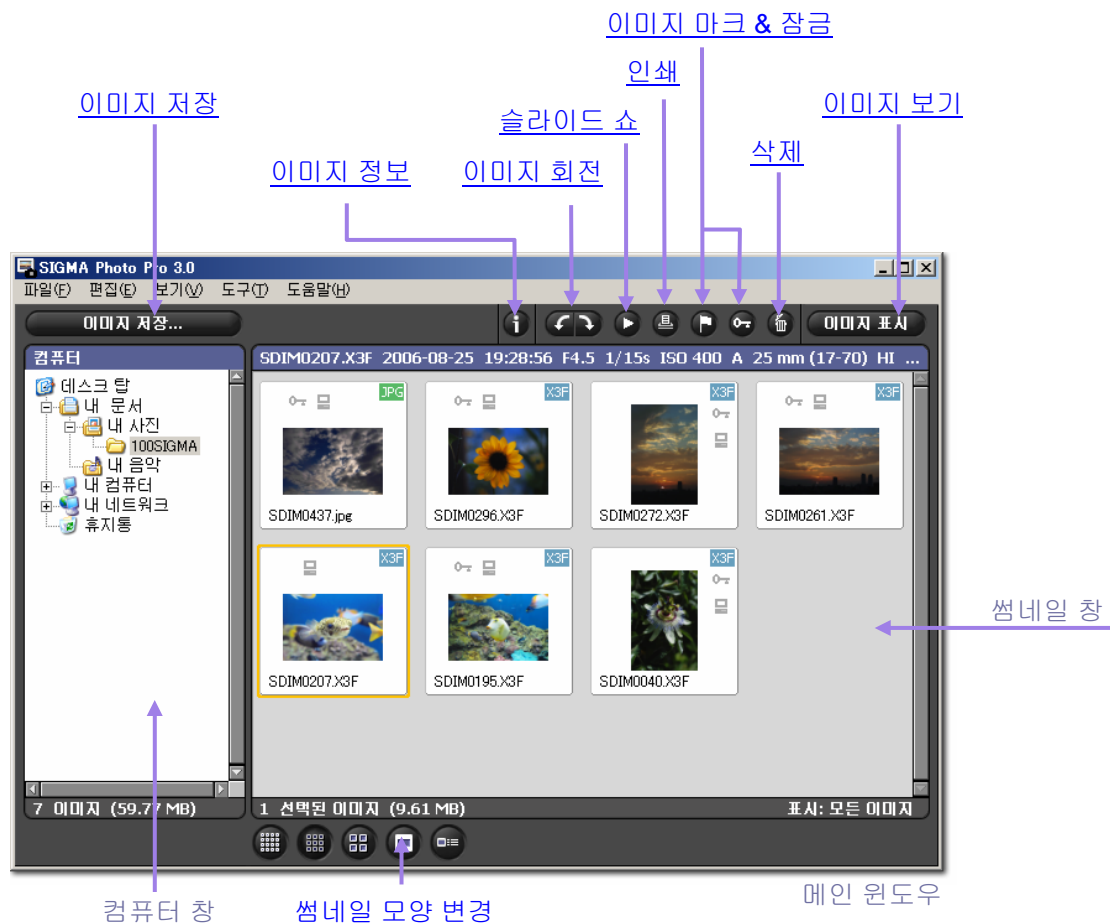 이미지 마크 & 잠금
인쇄
이미지 저장
이미지 보기
슬라이드 쇼
삭제
이미지 정보
이미지 회전
SIGMA Photo Pro 3.0
파일(F) 편집(E) 보기(V) 도구(T) 도움말(H)
이미지 저장...
이미지 표시
컴퓨터
SDIM0207.X3F 2006-08-25 19:28:56 F4.5 1/15s ISO 400 A 25 mm (17-70) HI ...
데스크 탑
내 문서
내 사진
100SIGMA
내 음악
내 컴퓨터
내 네트워크
휴지통
JPG
X3F
X3F
X3F
SDIM0437.jpg
SDIM0296.X3F
SDIM0272.X3F
SDIM0261.X3F
X3F
X3F
X3F
SDIM0207.X3F
SDIM0195.X3F
SDIM0040.X3F
썸네일 창
7 이미지 (59.77 MB)
1 선택된 이미지 (9.61 MB)
표시: 모든 이미지
메인 윈도우
컴퓨터 창
썸네일 모양 변경